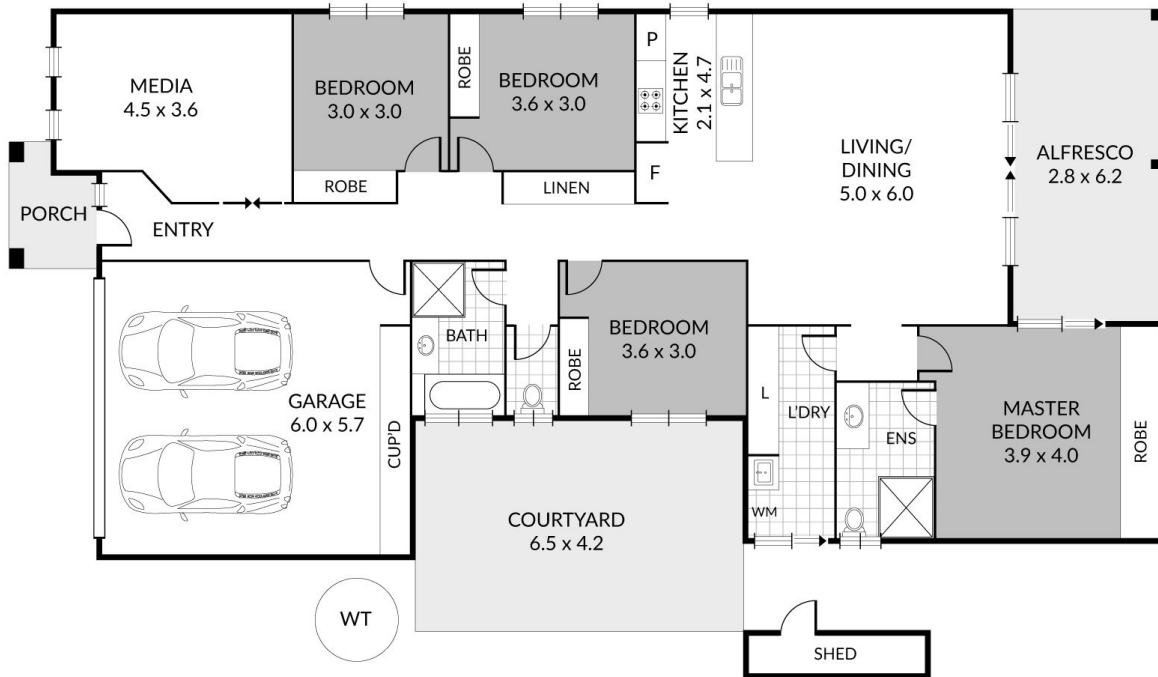 MEDIA
4.5 x 3.6
BEDROOM
3.0 x 3.0
ROBE
ROBE
BEDROOM
3.6 x 3.0
LINEN
P
F
KITCHEN
2.1 x 4.7
LIVING/
DINING
5.0 x 6.0
ALFRESCO
2.8 x 6.2
PORCH
ENTRY
GARAGE
6.0 x 5.7
CUP'D
BATH
ROBE
BEDROOM
3.6 x 3.0
L
L'DRY
WM
ENS
MASTER
BEDROOM
3.9 x 4.0
ROBE
COURTYARD
6.5 x 4.2
WT
SHED